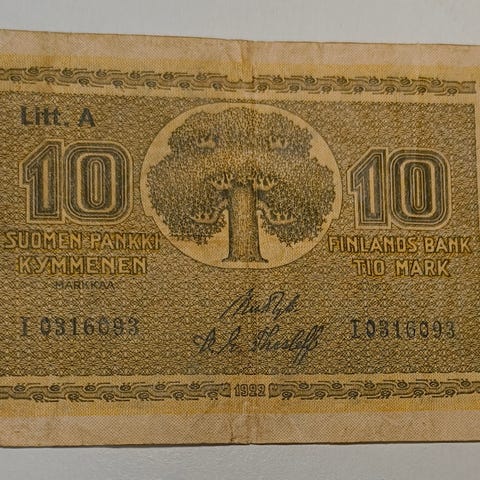 Litt. A
10 10
SUOMEN PANKKI
KYMMENEN
MARKKAA
FINLANDS BANK
TIO MARK
I 0316093 I 0316093
1922